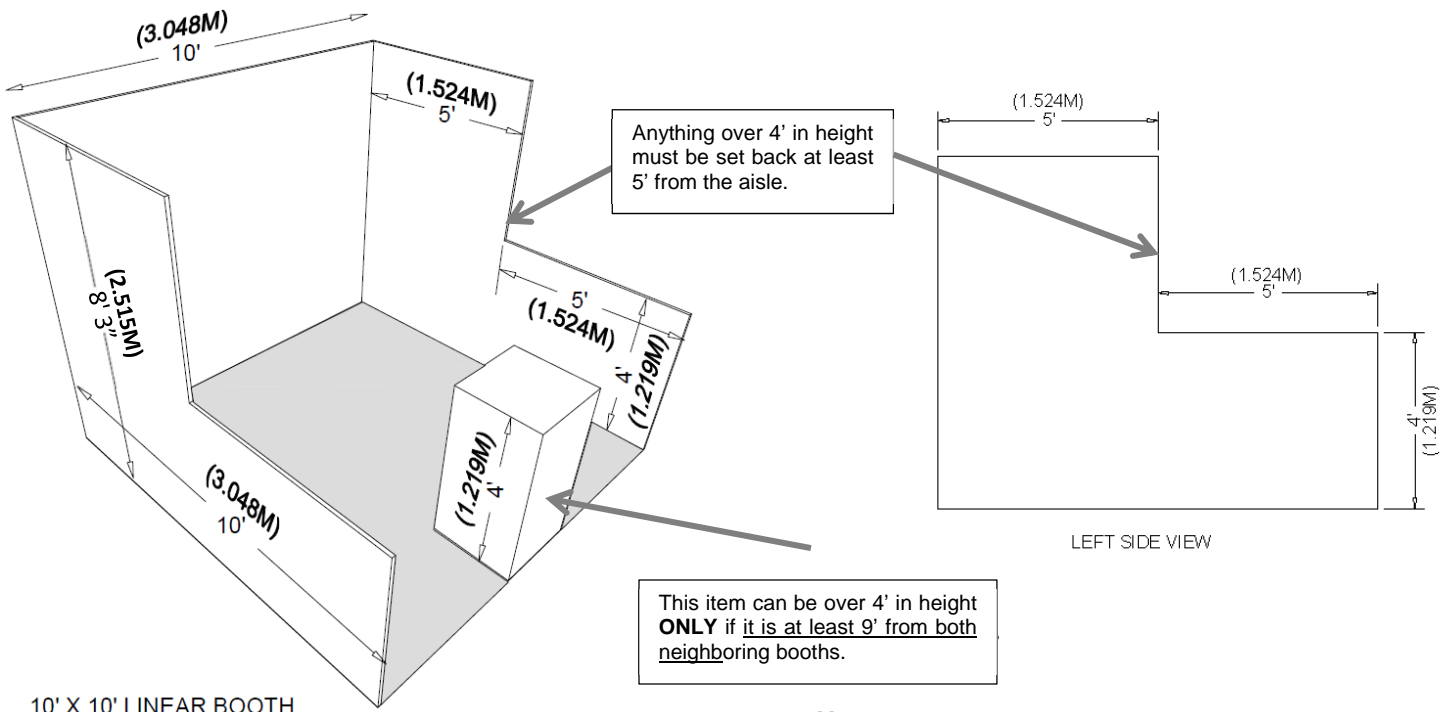 (3.048M)
10'
(1.524M)
5'
Anything over 4’ in height
must be set back at least
5’ from the aisle.
(1.524M)
5'
(2.515M)
8' 3”
5'
(1.524M)
4'
(1.219M)
(1.524M)
5'
(1.219M)
4'
4'
(1.219M)
(3.048M)
10'
LEFT SIDE VIEW
This item can be over 4’ in height
ONLY if it is at least 9’ from both
neighboring booths.
10' X 10' LINEAR BOOTH